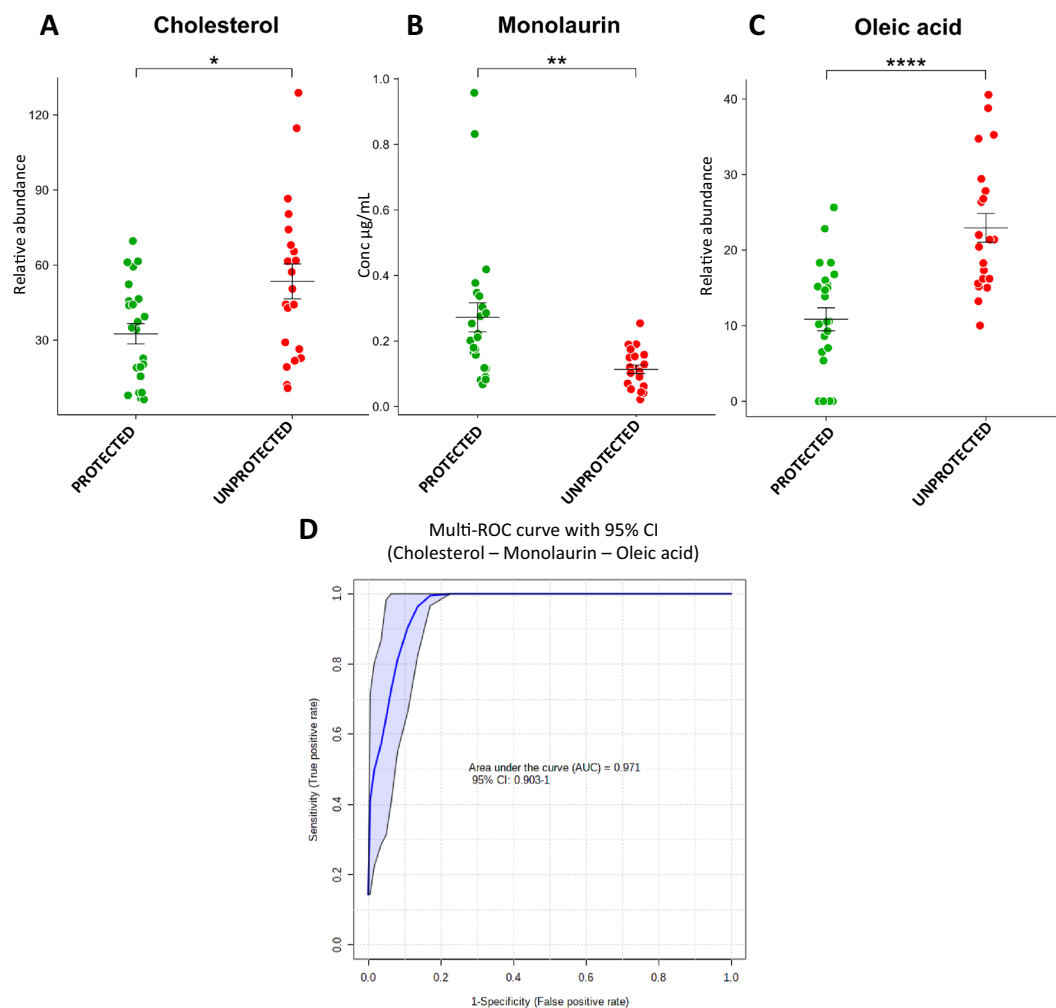 A
Cholesterol
*
Relative abundance
120
90
60
30
PROTECTED
UNPROTECTED
B
Monolaurin
**
Conc µg/mL
1.0
0.8
0.6
0.4
0.2
0.0
PROTECTED
UNPROTECTED
C
Oleic acid
****
Relative abundance
40
30
20
10
0
PROTECTED
UNPROTECTED
D
Multi-ROC curve with 95% CI
(Cholesterol – Monolaurin – Oleic acid)
Sensitivity (True positive rate)
1.0
0.8
0.6
0.4
0.2
0.0
Area under the curve (AUC) = 0.971
95% CI: 0.903-1
0.0 0.2 0.4 0.6 0.8 1.0
1-Specificity (False positive rate)